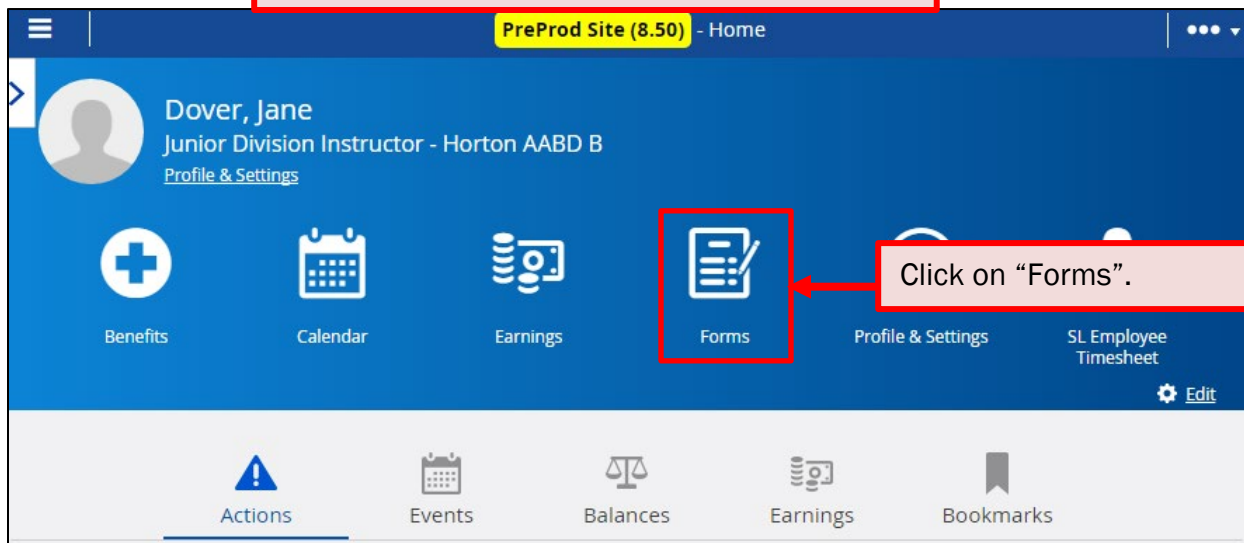 PreProd Site (8.50) - Home
Dover, Jane
Junior Division Instructor - Horton AABD B
Profile & Settings
Click on “Forms”.
Benefits
Calendar
Earnings
Forms
Profile & Settings
SL Employee
Timesheet
Edit
Actions
Events
Balances
Earnings
Bookmarks